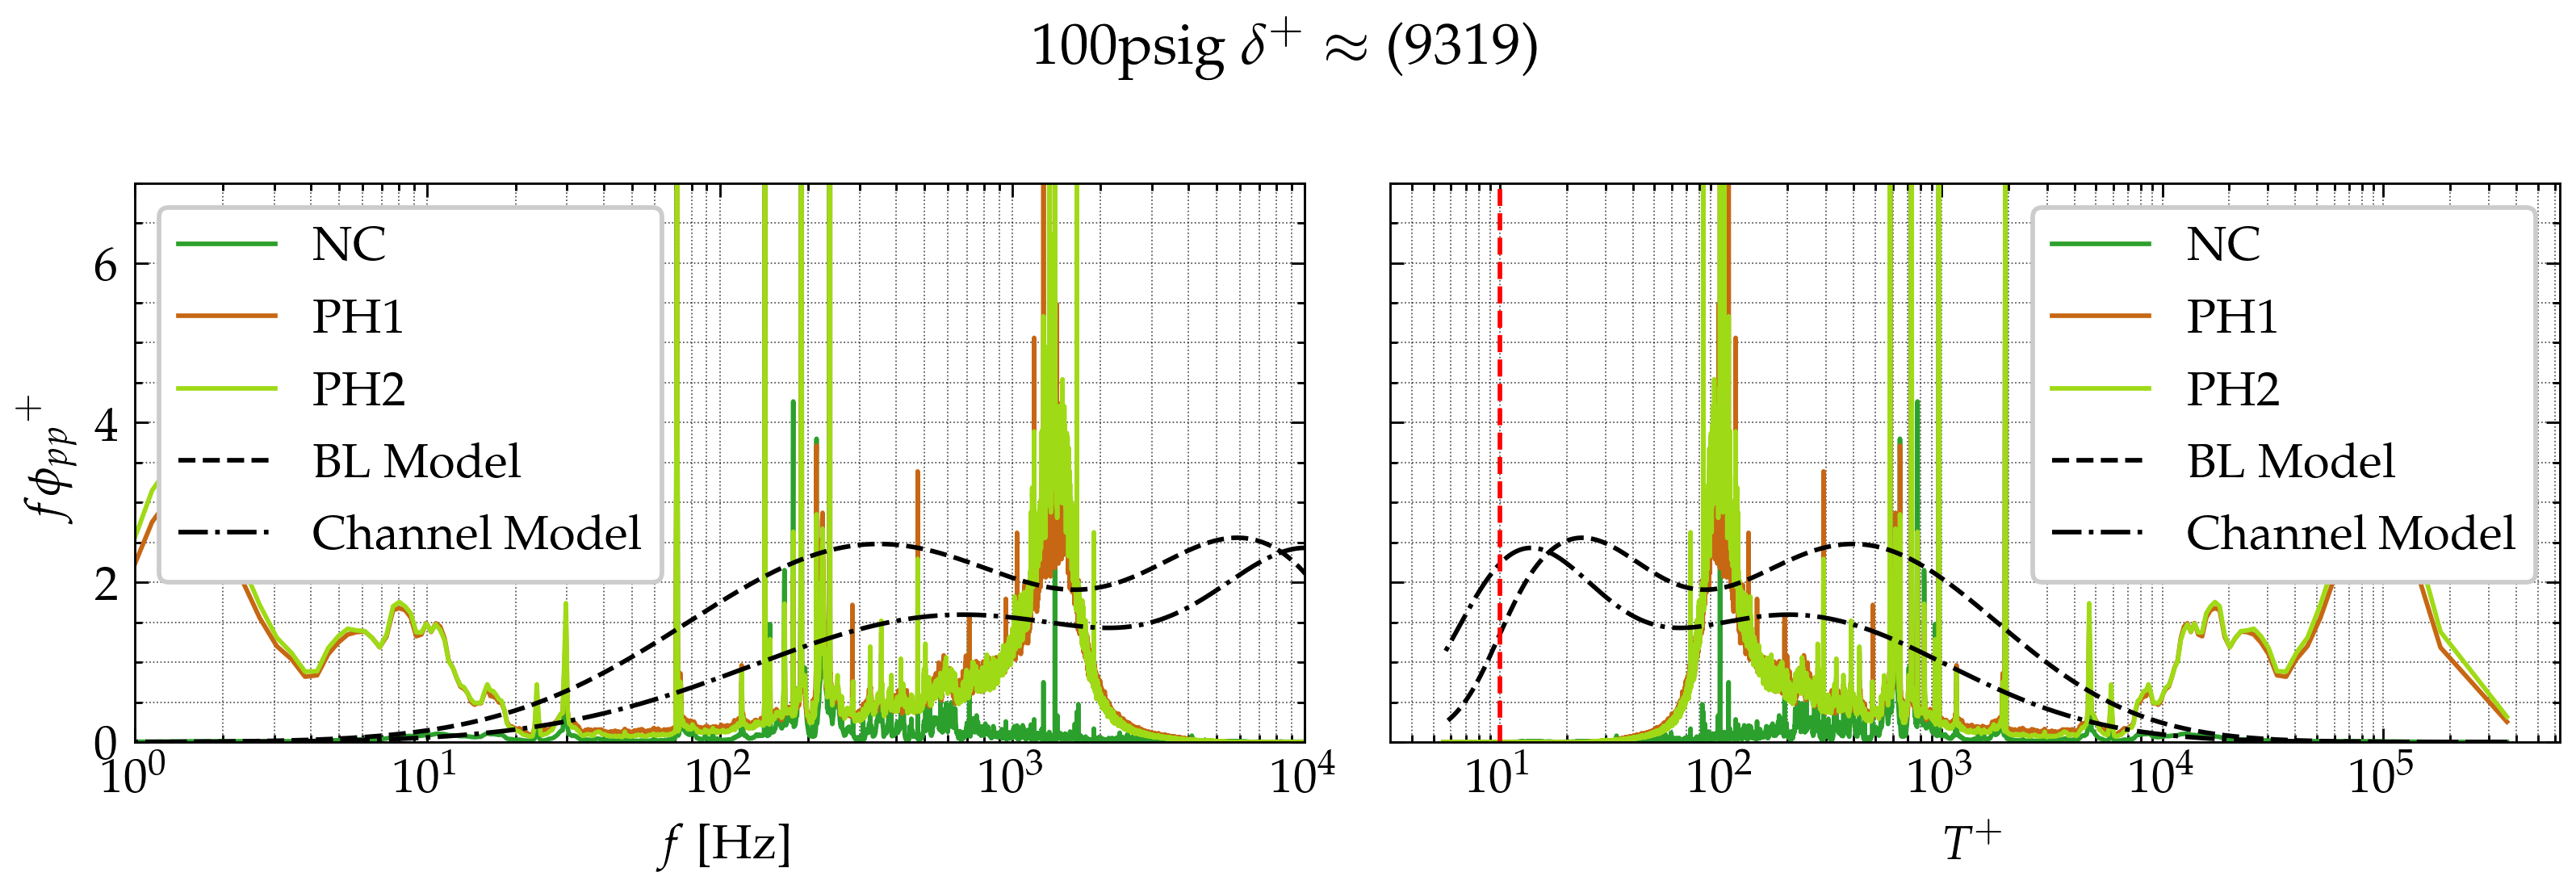 100psig δ⁺ ≈ (9319)
f ϕ_pp⁺
6
4
2
0
NC
PH1
PH2
BL Model
Channel Model
10⁰ 10¹ 10² 10³ 10⁴
f [Hz]
NC
PH1
PH2
BL Model
Channel Model
10¹ 10² 10³ 10⁴ 10⁵
T⁺